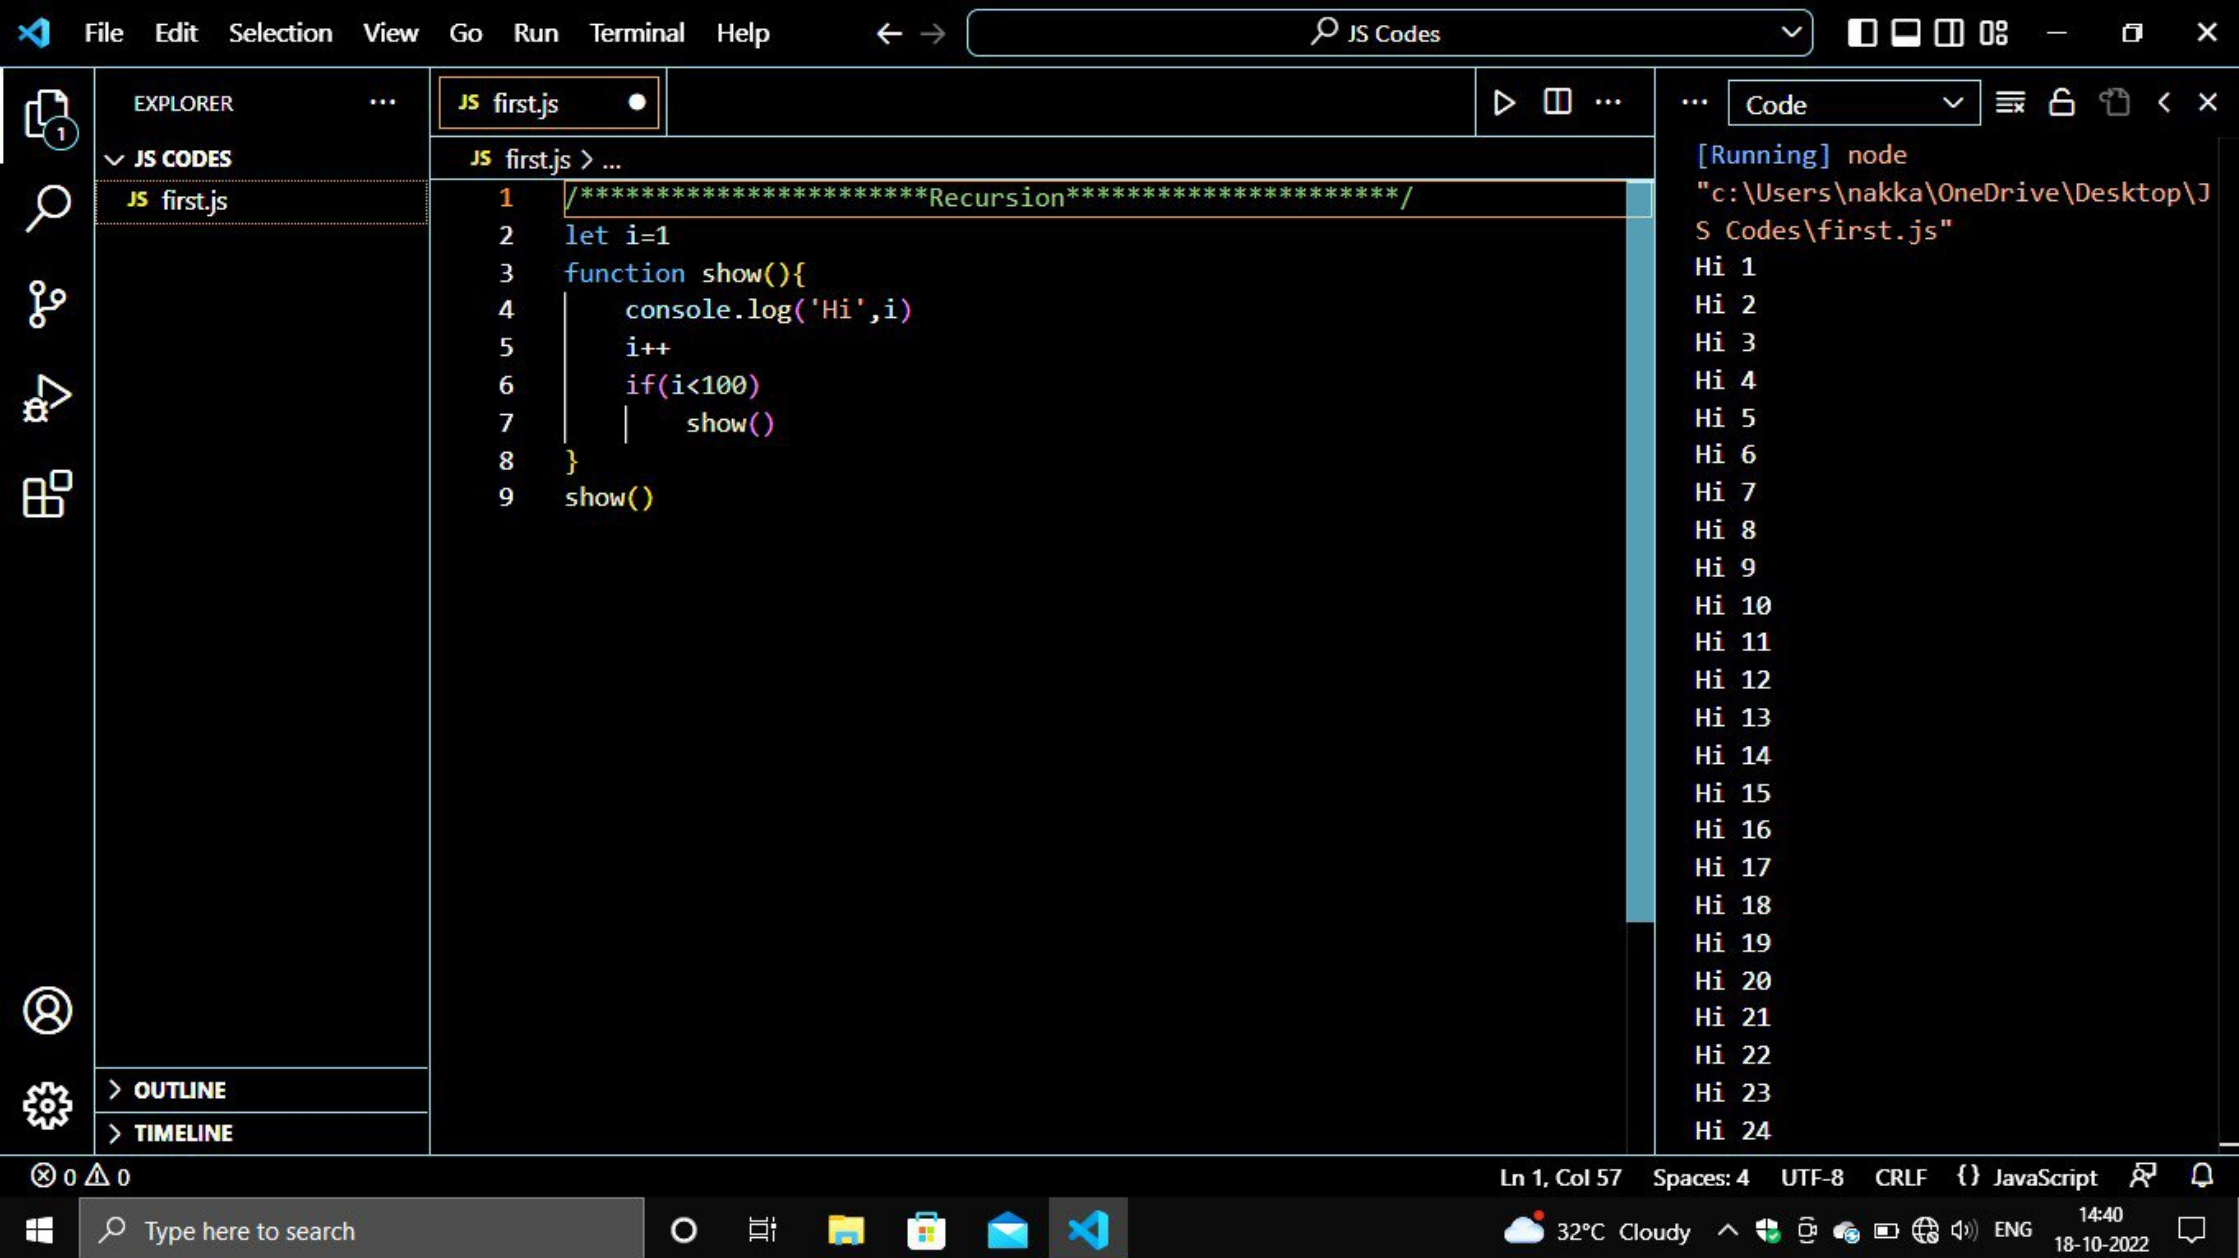 File Edit Selection View Go Run Terminal Help
JS Codes
EXPLORER
JS CODES
JS first.js
OUTLINE
TIMELINE
JS first.js
JS first.js > ...
1 /***********************Recursion**********************/
2 let i=1
3 function show(){
4 console.log('Hi',i)
5 i++
6 if(i<100)
7 show()
8 }
9 show()
Code
[Running] node
"c:\Users\nakka\OneDrive\Desktop\J
S Codes\first.js"
Hi 1
Hi 2
Hi 3
Hi 4
Hi 5
Hi 6
Hi 7
Hi 8
Hi 9
Hi 10
Hi 11
Hi 12
Hi 13
Hi 14
Hi 15
Hi 16
Hi 17
Hi 18
Hi 19
Hi 20
Hi 21
Hi 22
Hi 23
Hi 24
1
0 0
Ln 1, Col 57 Spaces: 4 UTF-8 CRLF {} JavaScript
Type here to search
32°C Cloudy
ENG
14:40
18-10-2022